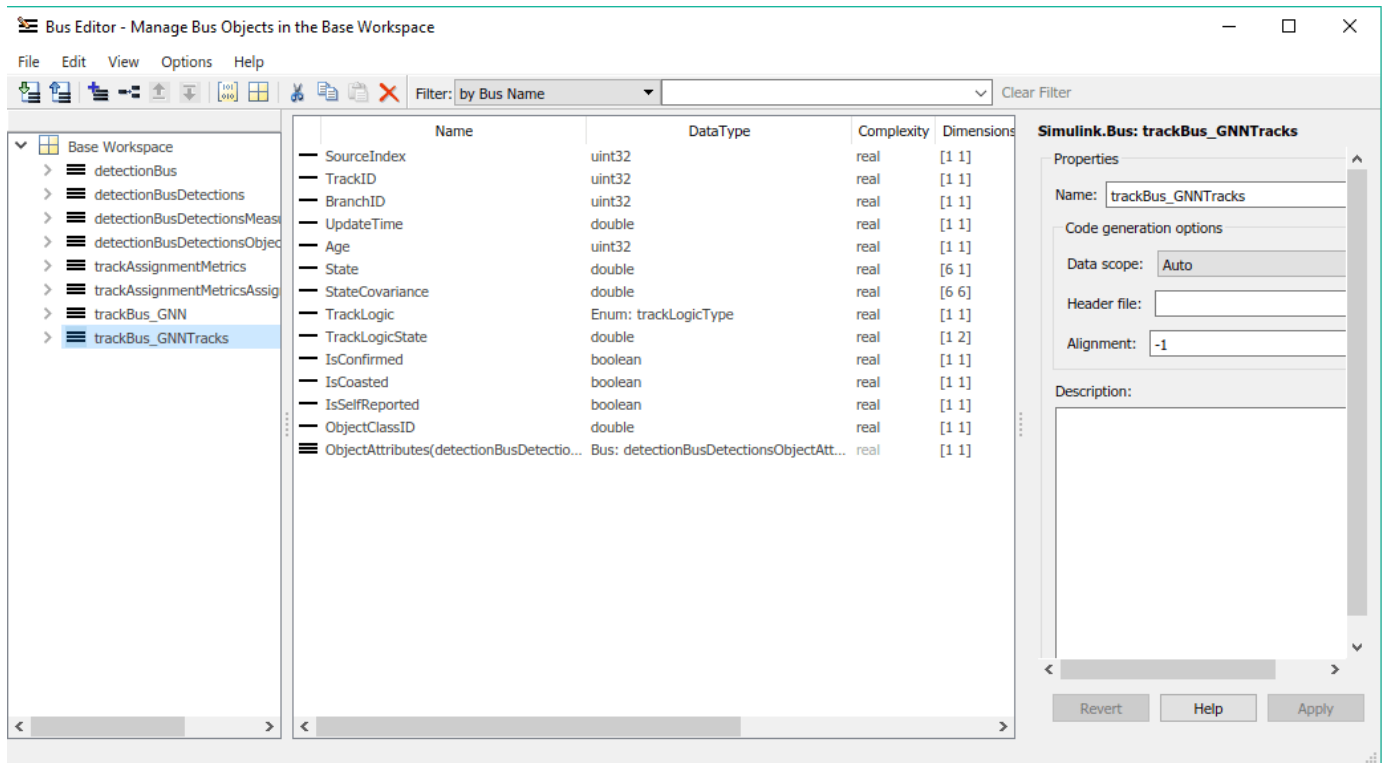 Bus Editor - Manage Bus Objects in the Base Workspace
File Edit View Options Help
Filter: by Bus Name Clear Filter
Base Workspace
detectionBus
detectionBusDetections
detectionBusDetectionsMeasu
detectionBusDetectionsObjec
trackAssignmentMetrics
trackAssignmentMetricsAssig
trackBus_GNN
trackBus_GNNTracks
Name DataType Complexity Dimensions
SourceIndex uint32 real [1 1]
TrackID uint32 real [1 1]
BranchID uint32 real [1 1]
UpdateTime double real [1 1]
Age uint32 real [1 1]
State double real [6 1]
StateCovariance double real [6 6]
TrackLogic Enum: trackLogicType real [1 1]
TrackLogicState double real [1 2]
IsConfirmed boolean real [1 1]
IsCoasted boolean real [1 1]
IsSelfReported boolean real [1 1]
ObjectClassID double real [1 1]
ObjectAttributes(detectionBusDetectio... Bus: detectionBusDetectionsObjectAtt... real [1 1]
Simulink.Bus: trackBus_GNNTracks
Properties
Name: trackBus_GNNTracks
Code generation options
Data scope: Auto
Header file:
Alignment: -1
Description:
Revert Help Apply